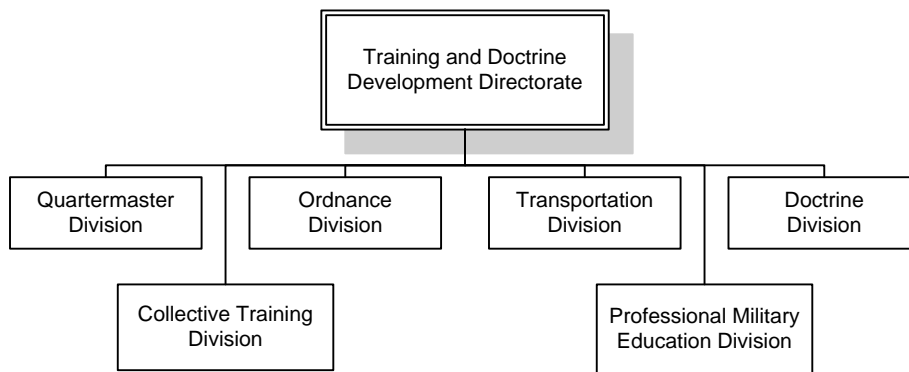 Training and Doctrine
Development Directorate
Quartermaster
Division
Ordnance
Division
Transportation
Division
Doctrine
Division
Collective Training
Division
Professional Military
Education Division